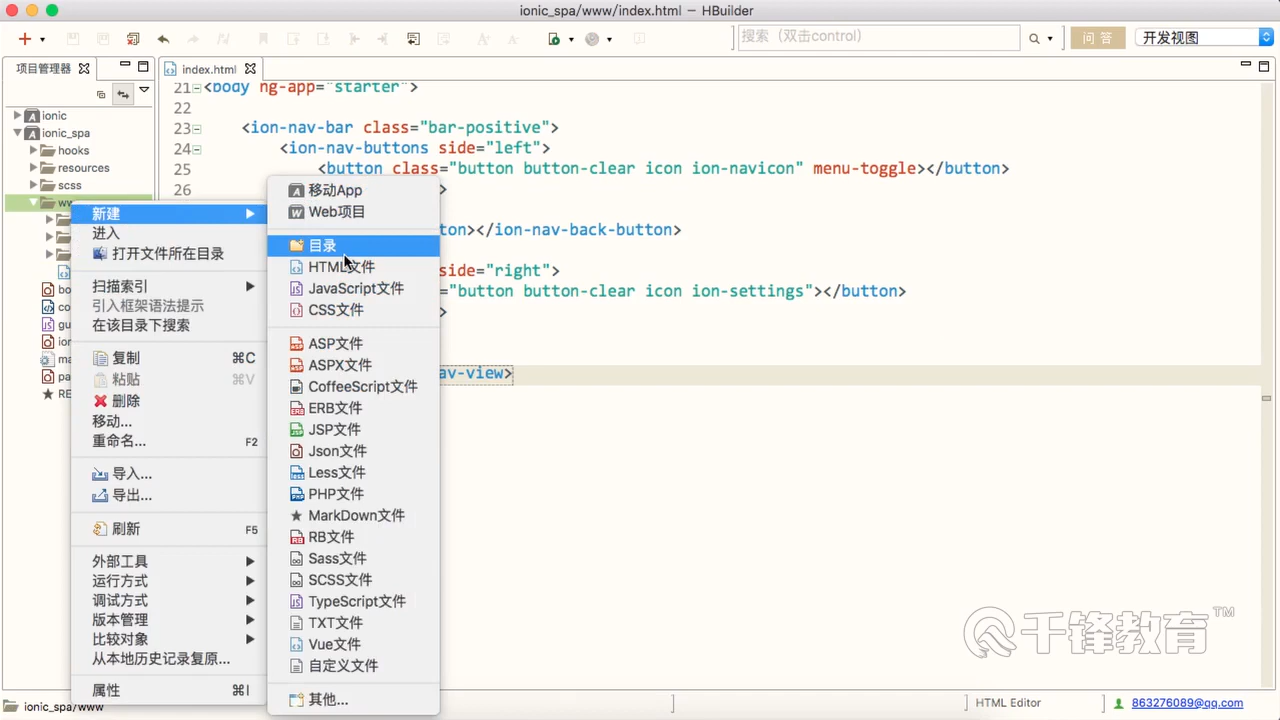 ionic_spa/www/index.html — HBuilder
搜索（双击control）
问 答
开发视图
项目管理器
index.html
ionic
ionic_spa
hooks
resources
scss
21 <body ng-app="starter">
22
23 <ion-nav-bar class="bar-positive">
24 <ion-nav-buttons side="left">
25 <button class="button button-clear icon ion-navicon" menu-toggle></button>
26 >
ton></ion-nav-back-button>
side="right">
"button button-clear icon ion-settings"></button>
>
av-view>
新建
进入
打开文件所在目录
扫描索引
引入框架语法提示
在该目录下搜索
复制 ⌘C
粘贴 ⌘V
删除
移动...
重命名... F2
导入...
导出...
刷新 F5
外部工具
运行方式
调试方式
版本管理
比较对象
从本地历史记录复原...
属性 ⌘I
移动App
Web项目
目录
HTML文件
JavaScript文件
CSS文件
ASP文件
ASPX文件
CoffeeScript文件
ERB文件
JSP文件
Json文件
Less文件
PHP文件
MarkDown文件
RB文件
Sass文件
SCSS文件
TypeScript文件
TXT文件
Vue文件
自定义文件
其他...
bo
co
gu
ion
ma
pa
RE
千锋教育™
ionic_spa/www
HTML Editor
863276089@qq.com